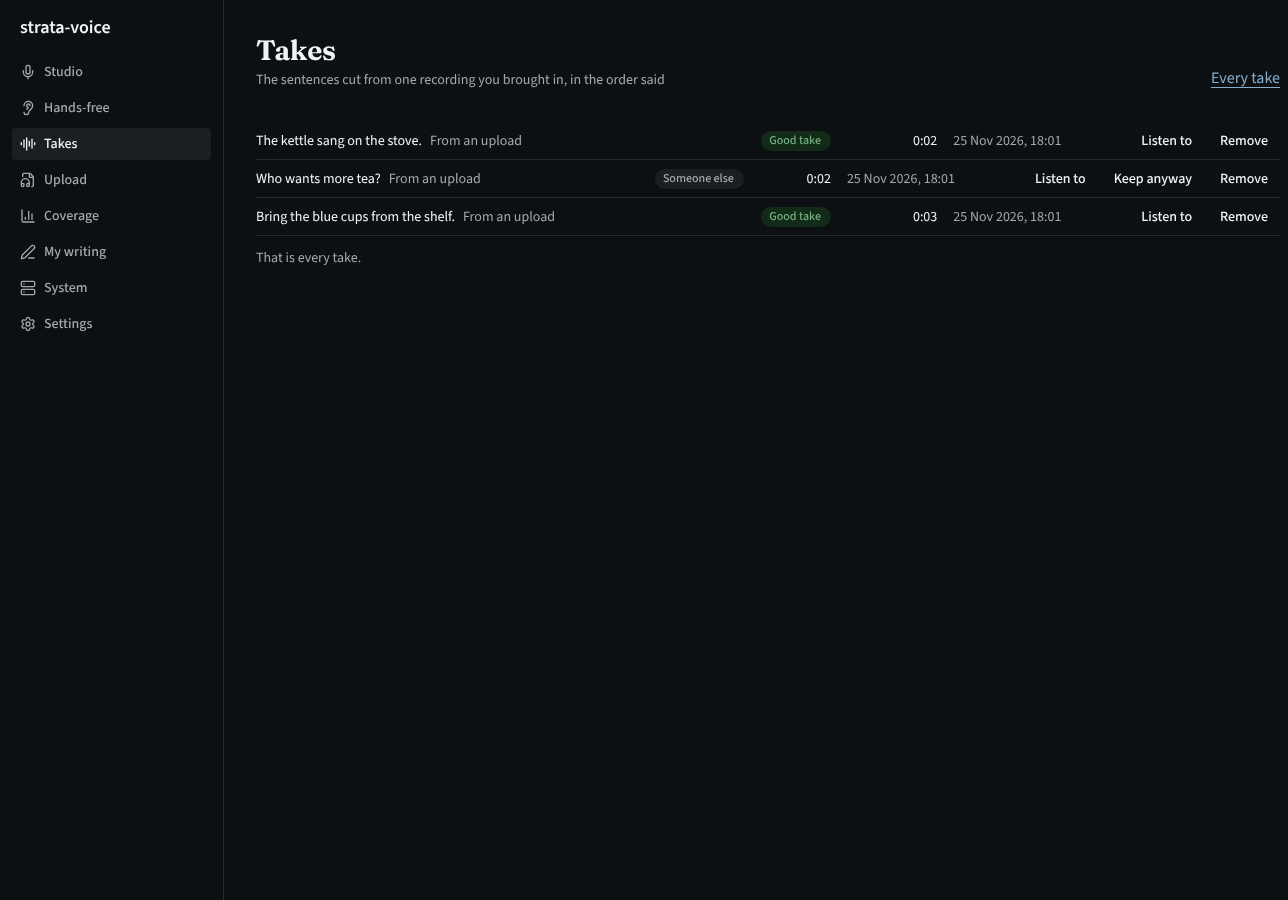 strata-voice
Studio
Hands-free
Takes
Upload
Coverage
My writing
System
Settings
Takes
The sentences cut from one recording you brought in, in the order said
Every take
The kettle sang on the stove. From an upload Good take 0:02 25 Nov 2026, 18:01 Listen to Remove
Who wants more tea? From an upload Someone else 0:02 25 Nov 2026, 18:01 Listen to Keep anyway Remove
Bring the blue cups from the shelf. From an upload Good take 0:03 25 Nov 2026, 18:01 Listen to Remove
That is every take.